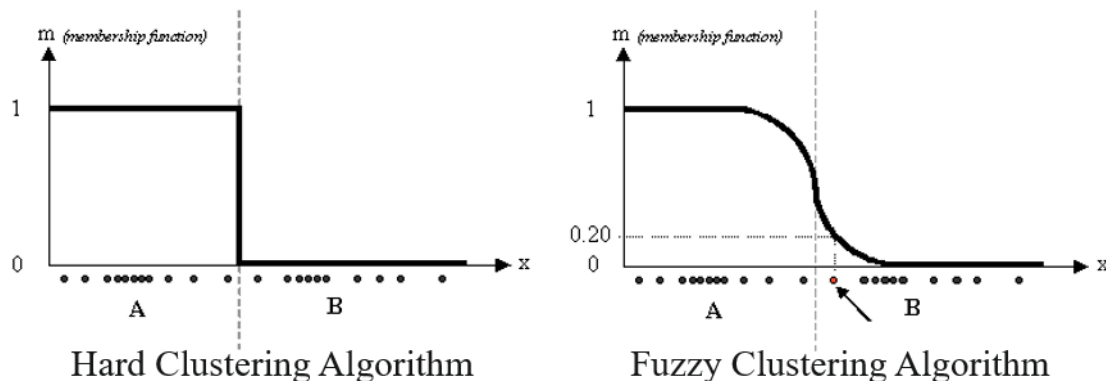 m (membership function)
1
0
x
A
B
Hard Clustering Algorithm
m (membership function)
1
0.20
0
x
A
B
Fuzzy Clustering Algorithm